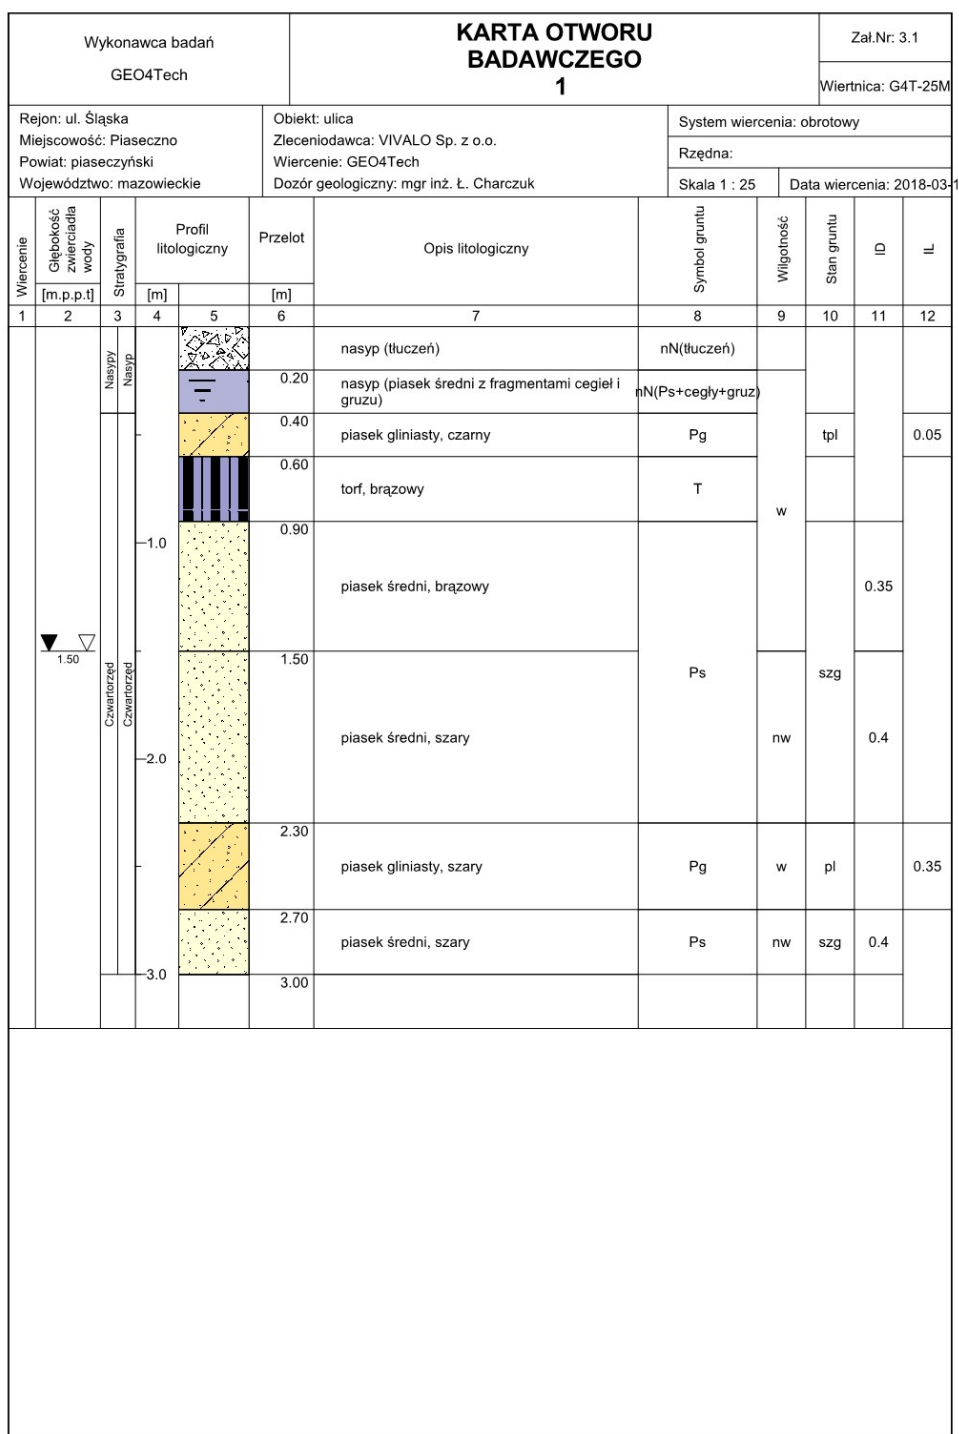 Wykonawca badań
GEO4Tech
KARTA OTWORU
BADAWCZEGO
1
Zał.Nr: 3.1
Wiertnica: G4T-25M
Rejon: ul. Śląska
Miejscowość: Piaseczno
Powiat: piaseczyński
Województwo: mazowieckie
Obiekt: ulica
Zleceniodawca: VIVALO Sp. z o.o.
Wiercenie: GEO4Tech
Dozór geologiczny: mgr inż. Ł. Charczuk
System wiercenia: obrotowy
Rzędna:
Skala 1 : 25
Data wiercenia: 2018-03-1
Wiercenie
Głębokość
zwierciadła
wody
[m.p.p.t]
Stratygrafia
Profil
litologiczny
[m]
Przelot
[m]
Opis litologiczny
Symbol gruntu
Wilgotność
Stan gruntu
ID
IL
1 2 3 4 5 6 7 8 9 10 11 12
Nasypy
Nasyp
nasyp (tłuczeń)
nN(tłuczeń)
0.20
nasyp (piasek średni z fragmentami cegieł i
gruzu)
nN(Ps+cegły+gruz)
0.40
piasek gliniasty, czarny
Pg
tpl
0.05
0.60
torf, brązowy
T
w
0.90
1.0
piasek średni, brązowy
0.35
1.50
1.50
Czwartorzęd
Czwartorzęd
Ps
szg
piasek średni, szary
nw
0.4
2.0
2.30
piasek gliniasty, szary
Pg
w
pl
0.35
2.70
piasek średni, szary
Ps
nw
szg
0.4
3.0
3.00